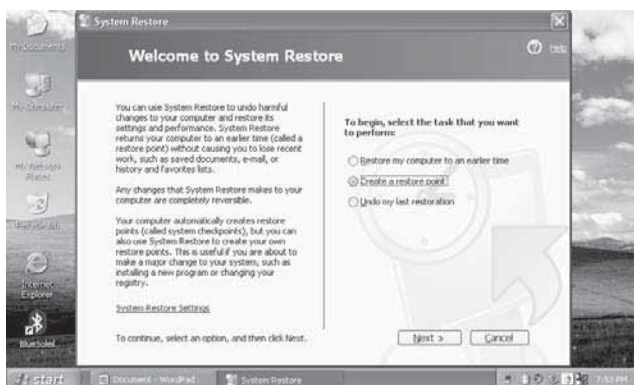 My Documents
System Restore
Welcome to System Restore
Help
My Computer
You can use System Restore to undo harmful
changes to your computer and restore its
settings and performance. System Restore
returns your computer to an earlier time (called a
restore point) without causing you to lose recent
work, such as saved documents, e-mail, or
history and favorites lists.
Any changes that System Restore makes to your
computer are completely reversible.
Your computer automatically creates restore
points (called system checkpoints), but you can
also use System Restore to create your own
restore points. This is useful if you are about to
make a major change to your system, such as
installing a new program or changing your
registry.
System Restore Settings
To continue, select an option, and then click Next.
To begin, select the task that you want
to perform:
Restore my computer to an earlier time
Create a restore point
Undo my last restoration
Next >
Cancel
My Network
Places
Recycle Bin
Internet
Explorer
BlueSoleil
start
Document - WordPad
System Restore
7:53 PM